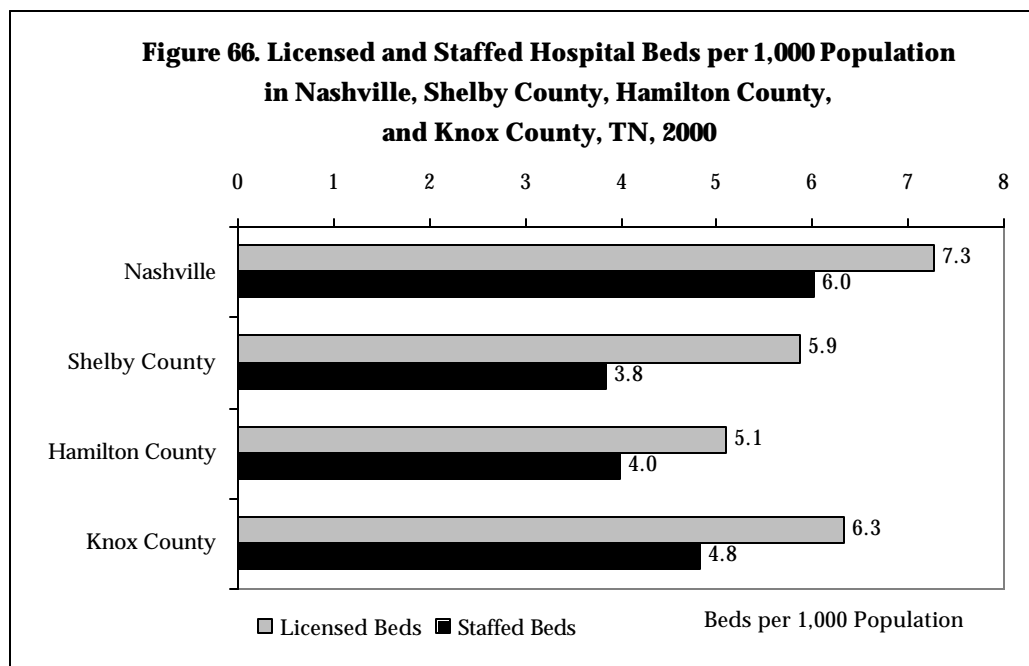 Figure 66. Licensed and Staffed Hospital Beds per 1,000 Population
in Nashville, Shelby County, Hamilton County,
and Knox County, TN, 2000
0 1 2 3 4 5 6 7 8
Nashville
7.3
6.0
Shelby County
5.9
3.8
Hamilton County
5.1
4.0
Knox County
6.3
4.8
Licensed Beds Staffed Beds
Beds per 1,000 Population